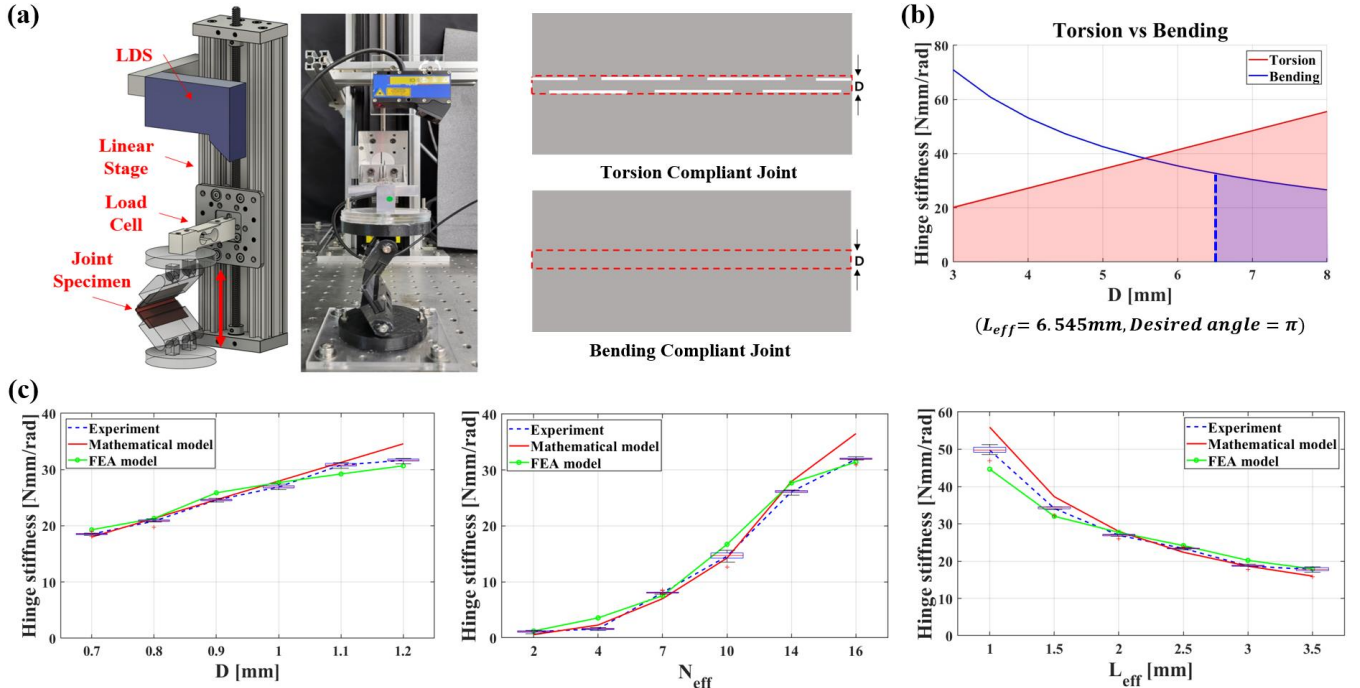 (a)
LDS
Linear
Stage
Load
Cell
Joint
Specimen
D
Torsion Compliant Joint
D
Bending Compliant Joint
(b)
Torsion vs Bending
Hinge stiffness [Nmm/rad]
80
60
40
20
0
Torsion
Bending
3 4 5 6 7 8
D [mm]
(L_eff = 6.545mm, Desired angle = π)
(c)
Hinge stiffness [Nmm/rad]
40
30
20
10
0
Experiment
Mathematical model
FEA model
0.7 0.8 0.9 1 1.1 1.2
D [mm]
Hinge stiffness [Nmm/rad]
40
30
20
10
0
Experiment
Mathematical model
FEA model
2 4 7 10 14 16
N_eff
Hinge stiffness [Nmm/rad]
60
50
40
30
20
10
0
Experiment
Mathematical model
FEA model
1 1.5 2 2.5 3 3.5
L_eff [mm]